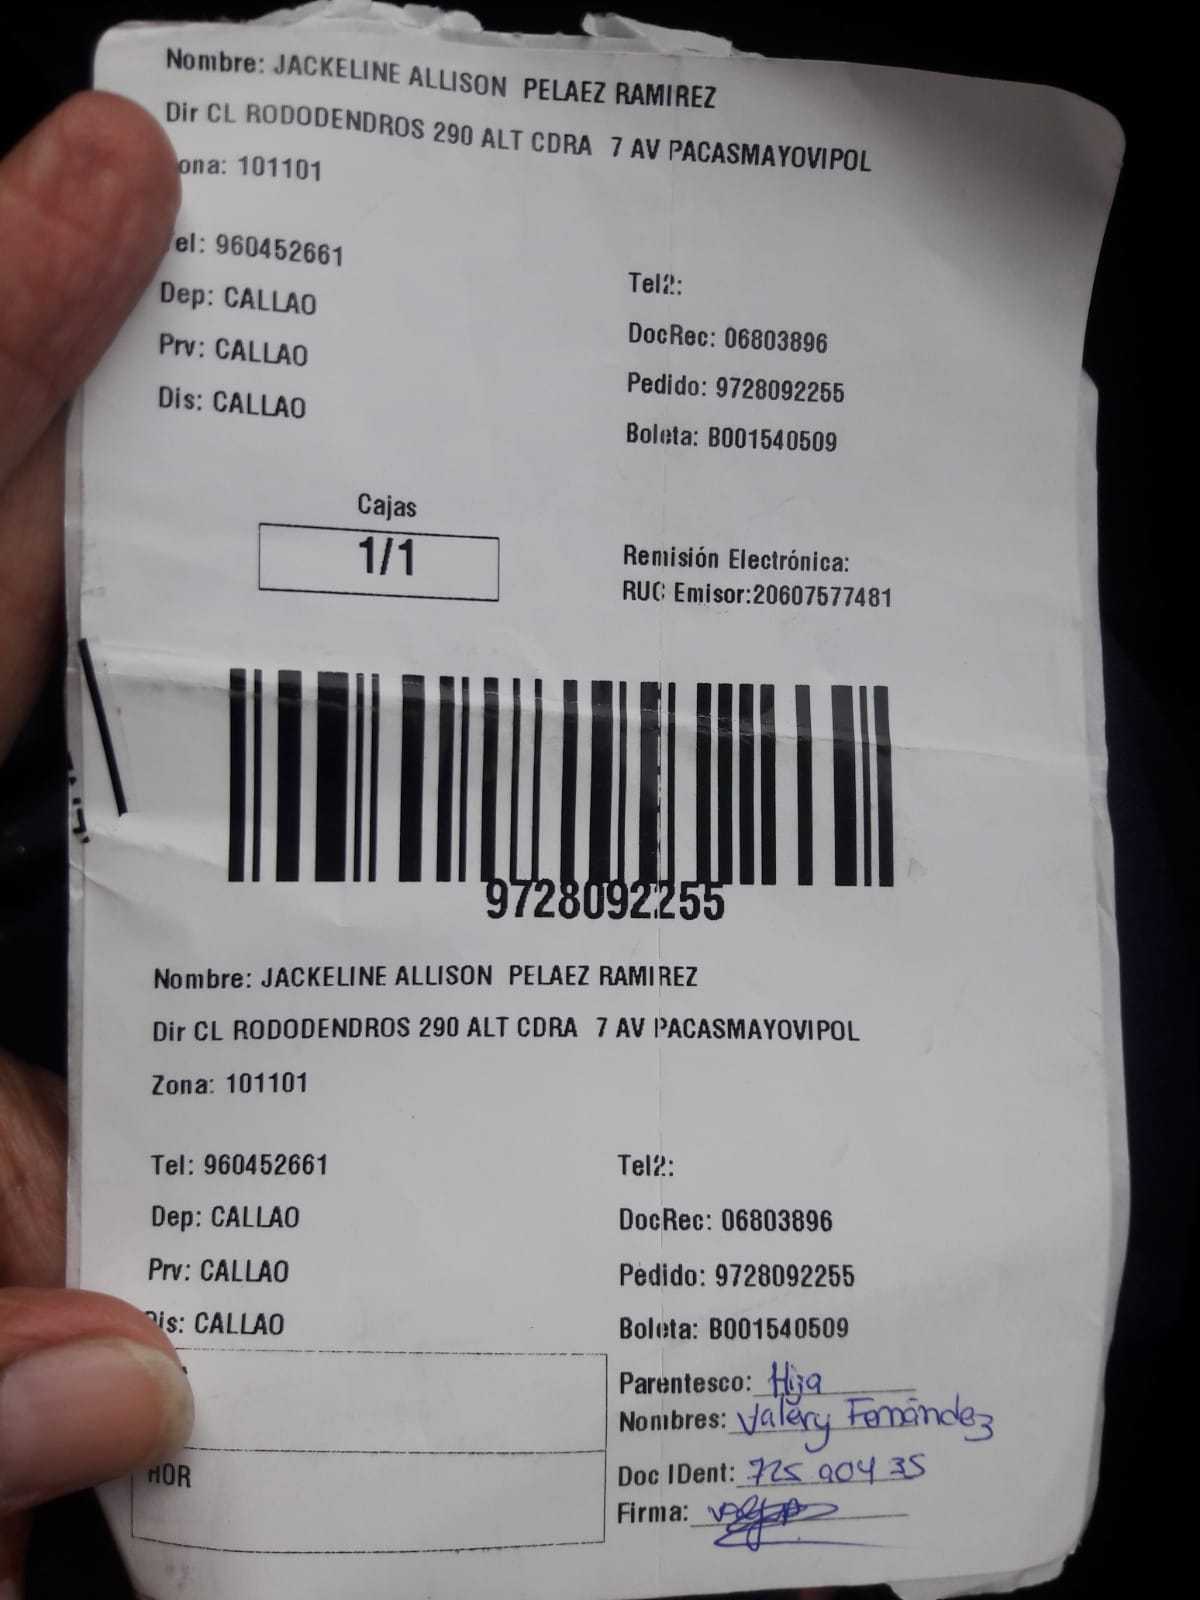 Nombre: JACKELINE ALLISON PELAEZ RAMIREZ
Dir CL RODODENDROS 290 ALT CDRA 7 AV PACASMAYOVIPOL
ona: 101101
el: 960452661
Tel2:
Dep: CALLAO
DocRec: 06803896
Prv: CALLAO
Pedido: 9728092255
Dis: CALLAO
Boleta: B001540509
Cajas
1/1
Remisión Electrónica:
RUC Emisor:20607577481
9728092255
Nombre: JACKELINE ALLISON PELAEZ RAMIREZ
Dir CL RODODENDROS 290 ALT CDRA 7 AV PACASMAYOVIPOL
Zona: 101101
Tel: 960452661
Tel2:
Dep: CALLAO
DocRec: 06803896
Prv: CALLAO
Pedido: 9728092255
Dis: CALLAO
Boleta: B001540509
Parentesco: Hija
Nombres: Valery Fernández
Doc IDent: 72590435
HOR
Firma: